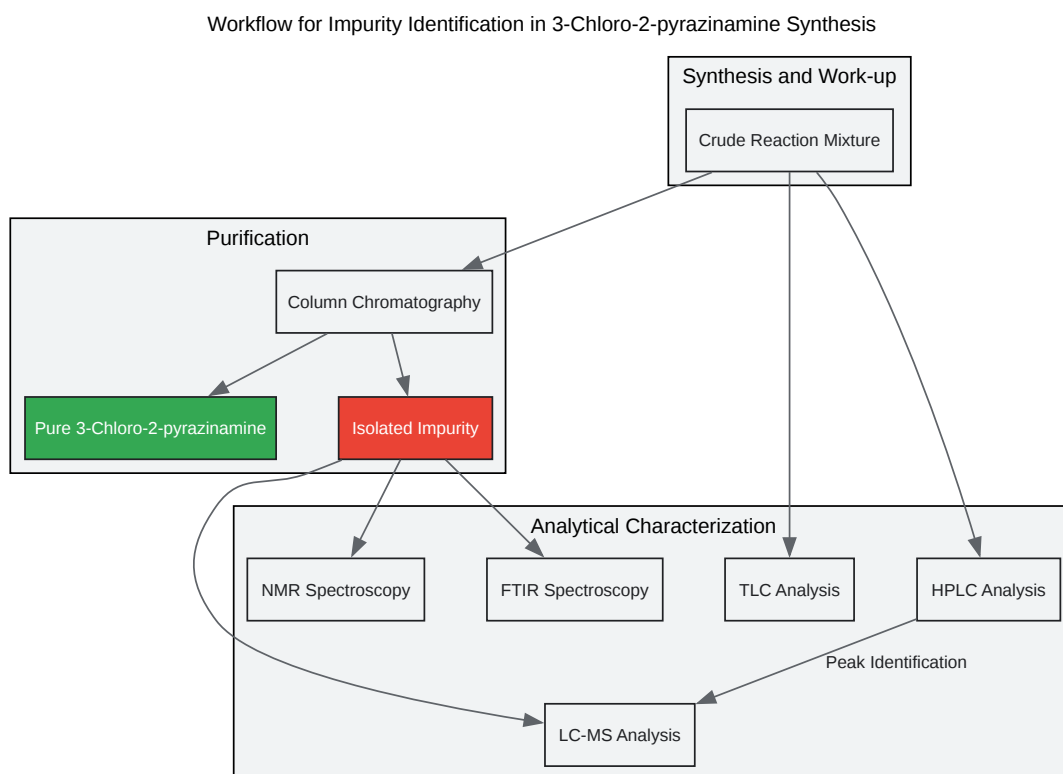 Workflow for Impurity Identification in 3-Chloro-2-pyrazinamine Synthesis
Synthesis and Work-up
Crude Reaction Mixture
Purification
Column Chromatography
Pure 3-Chloro-2-pyrazinamine
Isolated Impurity
Analytical Characterization
NMR Spectroscopy
FTIR Spectroscopy
TLC Analysis
HPLC Analysis
Peak Identification
LC-MS Analysis